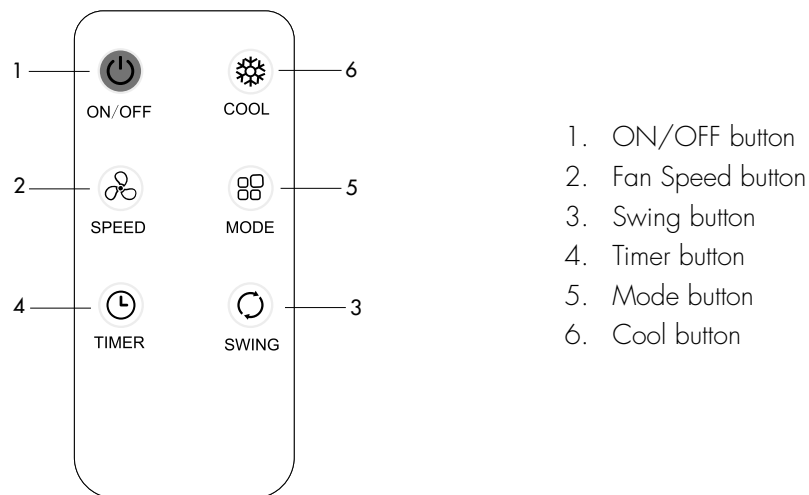 1
6
ON/OFF
COOL
2
5
SPEED
MODE
4
3
TIMER
SWING
1. ON/OFF button
2. Fan Speed button
3. Swing button
4. Timer button
5. Mode button
6. Cool button